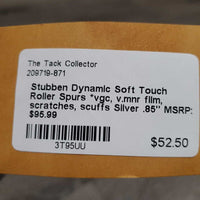 The Tack Collector
209719-871
Stubben Dynamic Soft Touch
Roller Spurs *vgc, v.mnr film,
scratches, scuffs Silver .85" MSRP:
$95.99
3T95UU
$52.50